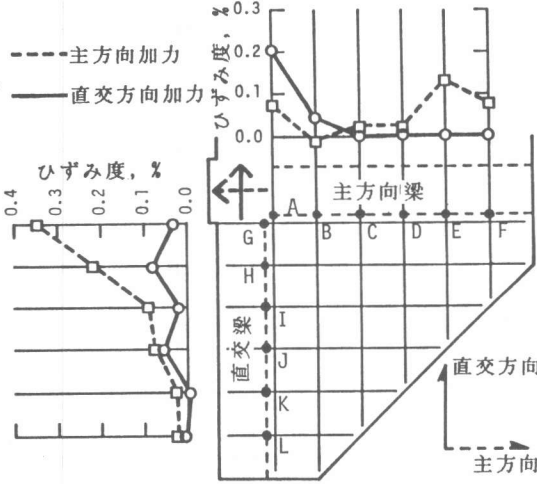 主方向加力
直交方向加力
ひずみ度, %
0.3
0.2
0.1
0.0
ひずみ度, %
0.4
0.3
0.2
0.1
0.0
主方向梁
A
B
C
D
E
F
G
H
I
J
K
L
直交梁
直交方向
主方向